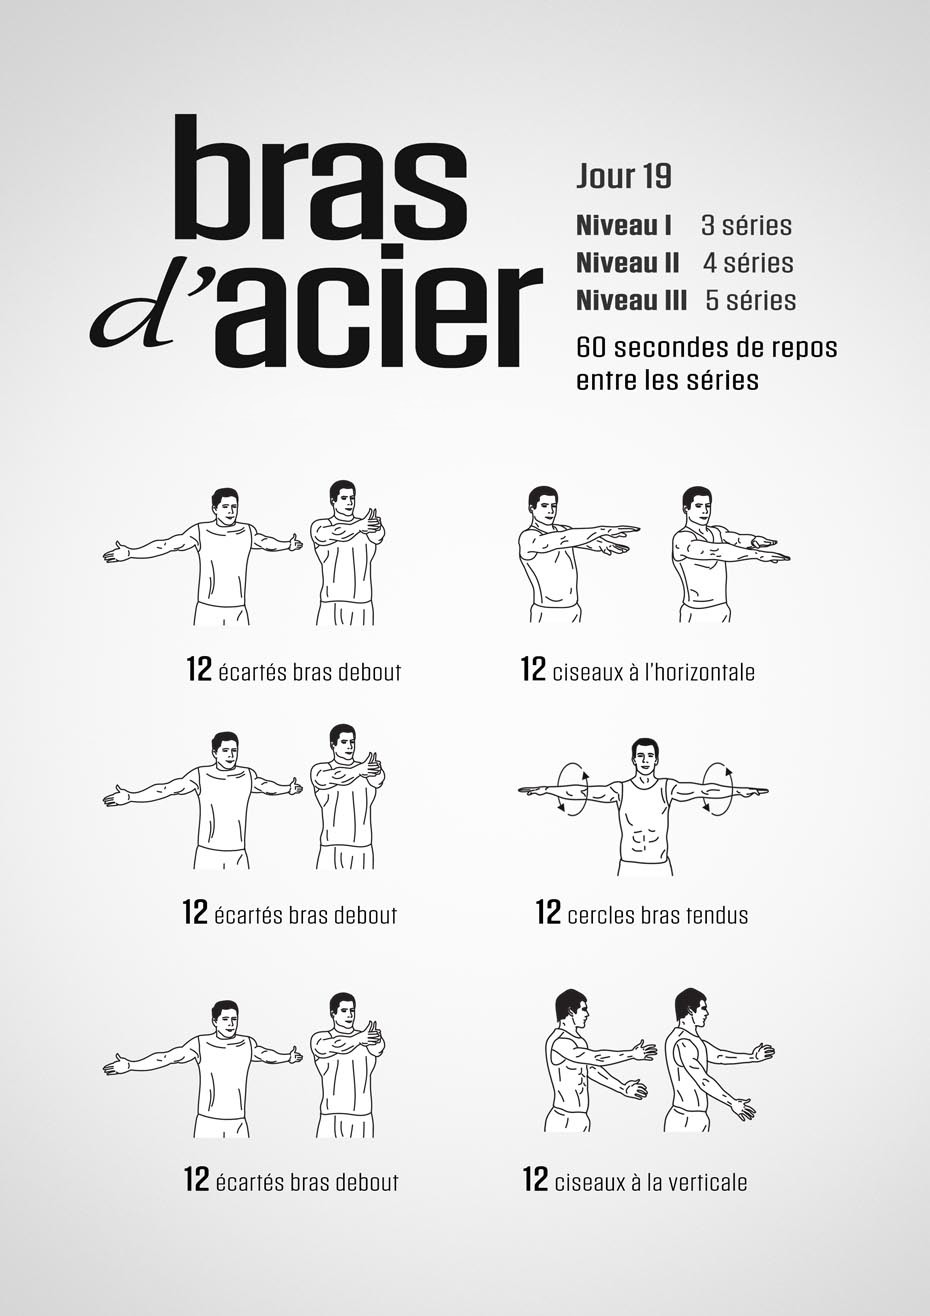 bras
d’acier
Jour 19
Niveau I 3 séries
Niveau II 4 séries
Niveau III 5 séries
60 secondes de repos
entre les séries
12 écartés bras debout
12 ciseaux à l’horizontale
12 écartés bras debout
12 cercles bras tendus
12 écartés bras debout
12 ciseaux à la verticale